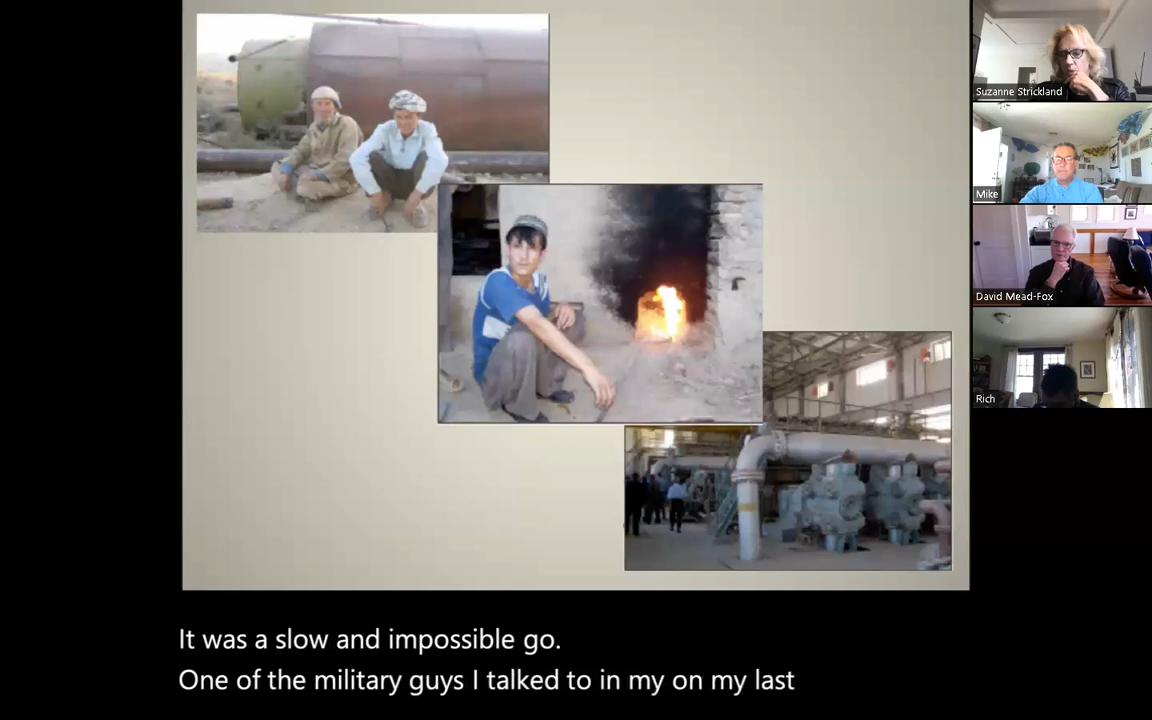 Suzanne Strickland
Mike
David Mead-Fox
Rich
It was a slow and impossible go.
One of the military guys I talked to in my on my last